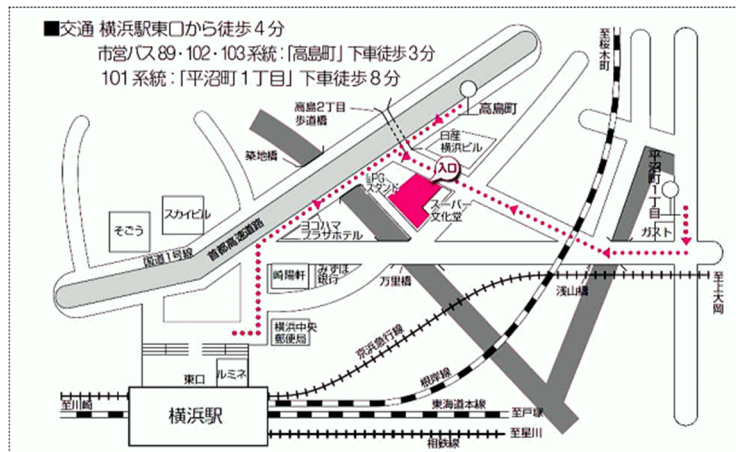 ■交通 横浜駅東口から徒歩4分
市営バス89・102・103系統:「高島町」下車徒歩3分
101系統:「平沼町1丁目」下車徒歩8分
至桜木町
高島2丁目
歩道橋
高島町
日産
横浜ビル
築地橋
入口
平沼町1丁目
LPG
スタンド
スーパー
文化堂
スカイビル
そごう
ヨコハマ
プラザホテル
ガスト
首都高速道路
国道1号線
崎陽軒
みずほ
銀行
万里橋
浅山橋
至上大岡
横浜中央
郵便局
京浜急行線
東口
ルミネ
根岸線
至川崎
横浜駅
東海道本線
至戸塚
相鉄線
至星川